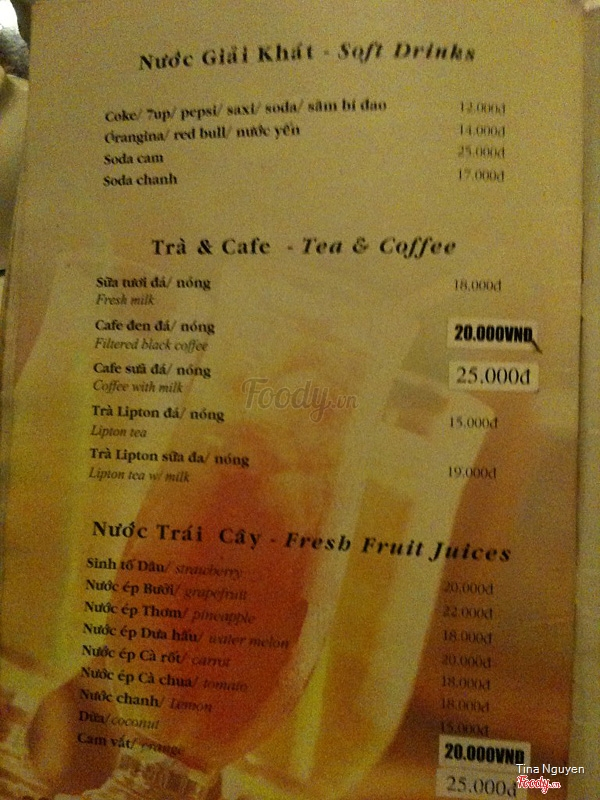 Nước Giải Khát - Soft Drinks
Coke/ 7up/ pepsi/ saxi/ soda/ sâm bí đao 12.000đ
Orangina/ red bull/ nước yến 14.000đ
Soda cam 25.000đ
Soda chanh 17.000đ
Trà & Cafe - Tea & Coffee
Sữa tươi đá/ nóng 18.000đ
Fresh milk
Cafe đen đá/ nóng 20.000VND
Filtered black coffee
Cafe sữa đá/ nóng 25.000đ
Coffee with milk
Trà Lipton đá/ nóng 15.000đ
Lipton tea
Trà Lipton sữa đa/ nóng 19.000đ
Lipton tea w/ milk
Foody.vn
Nước Trái Cây - Fresh Fruit Juices
Sinh tố Dâu/ strawberry 20.000đ
Nước ép Bưởi/ grapefruit 22.000đ
Nước ép Thơm/ pineapple 18.000đ
Nước ép Dưa hấu/ water melon 20.000đ
Nước ép Cà rốt/ carrot 18.000đ
Nước ép Cà chua/ tomato 18.000đ
Nước chanh/ Lemon 15.000đ
Dừa/ coconut 20.000VND
Cam vắt/ orange 25.000đ
Tina Nguyen
Foody.vn